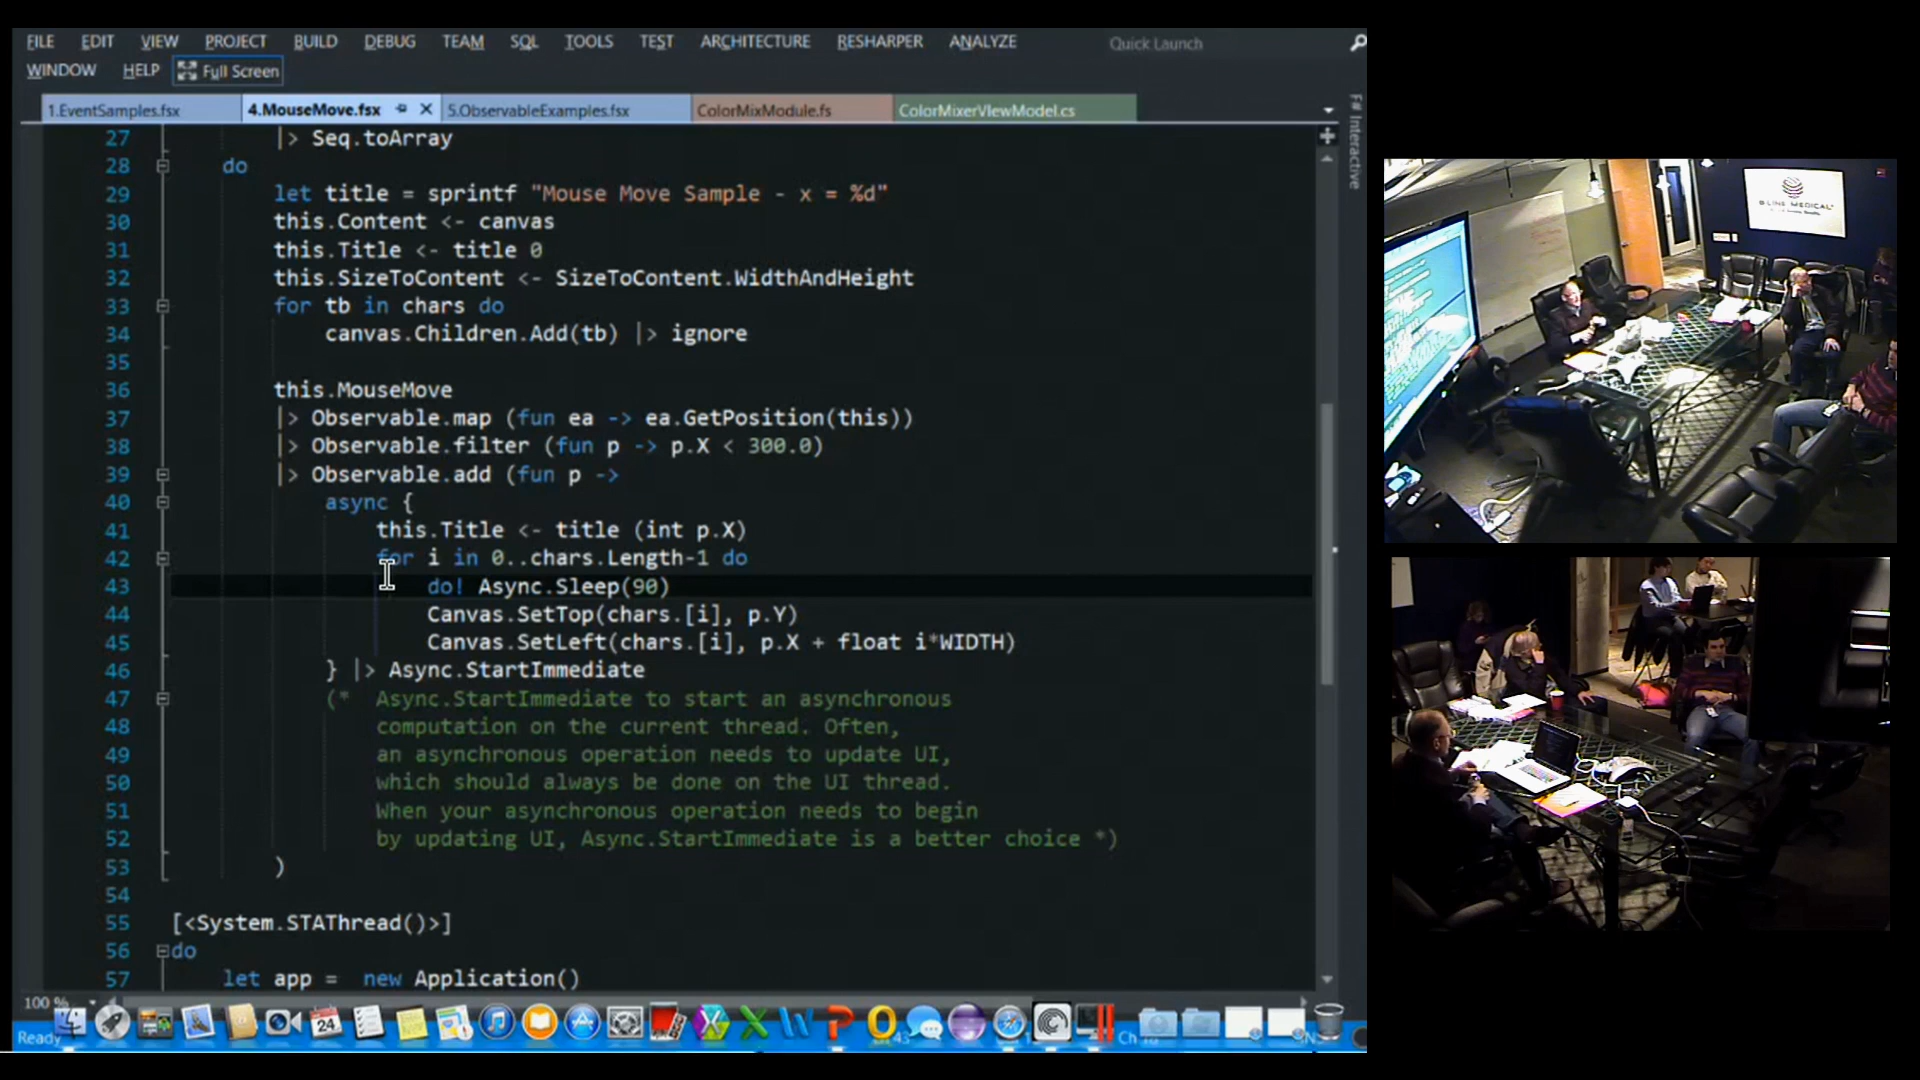 FILE EDIT VIEW PROJECT BUILD DEBUG TEAM SQL TOOLS TEST ARCHITECTURE RESHARPER ANALYZE Quick Launch
WINDOW HELP Full Screen
1.EventSamples.fsx 4.MouseMove.fsx 5.ObservableExamples.fsx ColorMixModule.fs ColorMixerVIewModel.cs
F# Interactive
27 |> Seq.toArray
28 do
29 let title = sprintf "Mouse Move Sample - x = %d"
30 this.Content <- canvas
31 this.Title <- title 0
32 this.SizeToContent <- SizeToContent.WidthAndHeight
33 for tb in chars do
34 canvas.Children.Add(tb) |> ignore
35
36 this.MouseMove
37 |> Observable.map (fun ea -> ea.GetPosition(this))
38 |> Observable.filter (fun p -> p.X < 300.0)
39 |> Observable.add (fun p ->
40 async {
41 this.Title <- title (int p.X)
42 for i in 0..chars.Length-1 do
43 do! Async.Sleep(90)
44 Canvas.SetTop(chars.[i], p.Y)
45 Canvas.SetLeft(chars.[i], p.X + float i*WIDTH)
46 } |> Async.StartImmediate
47 (* Async.StartImmediate to start an asynchronous
48 computation on the current thread. Often,
49 an asynchronous operation needs to update UI,
50 which should always be done on the UI thread.
51 When your asynchronous operation needs to begin
52 by updating UI, Async.StartImmediate is a better choice *)
53 )
54
55 [<System.STAThread()>]
56 do
57 let app = new Application()
100 %
24
Ready
B-LINE MEDICAL